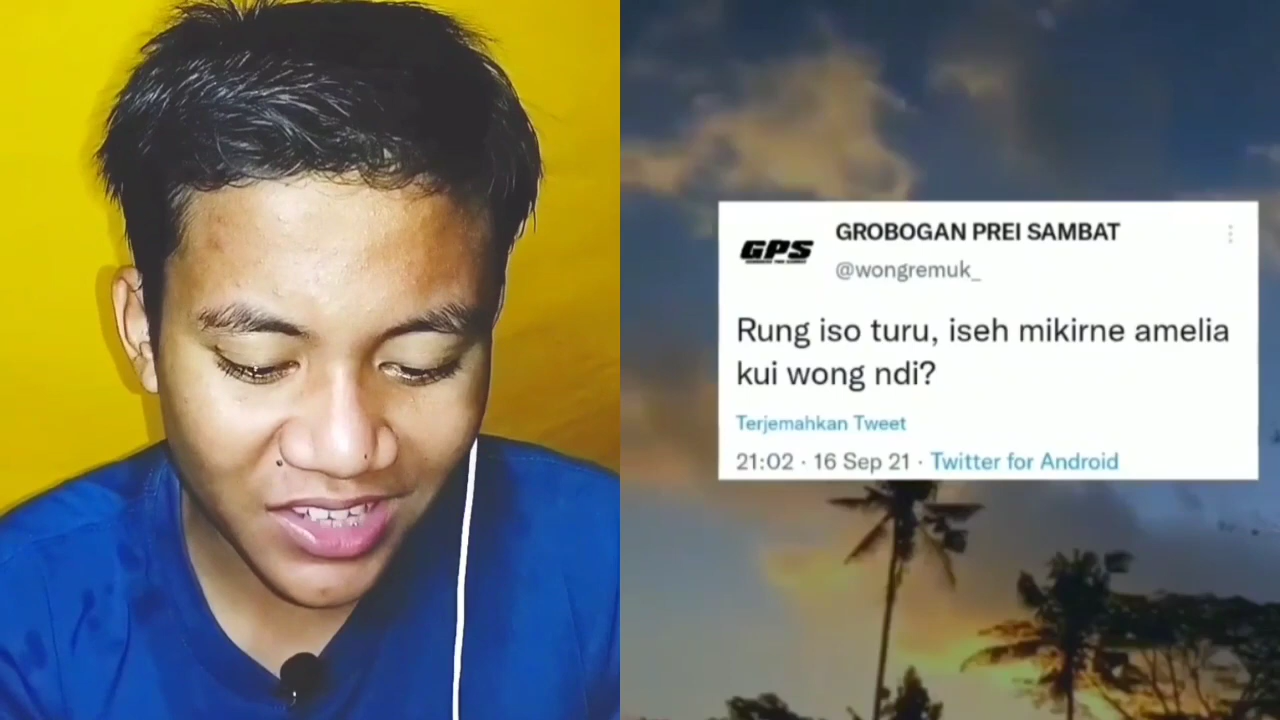 GPS
GROBOGAN PREI SAMBAT
@wongremuk_
Rung iso turu, iseh mikirne amelia
kui wong ndi?
Terjemahkan Tweet
21:02 · 16 Sep 21 · Twitter for Android